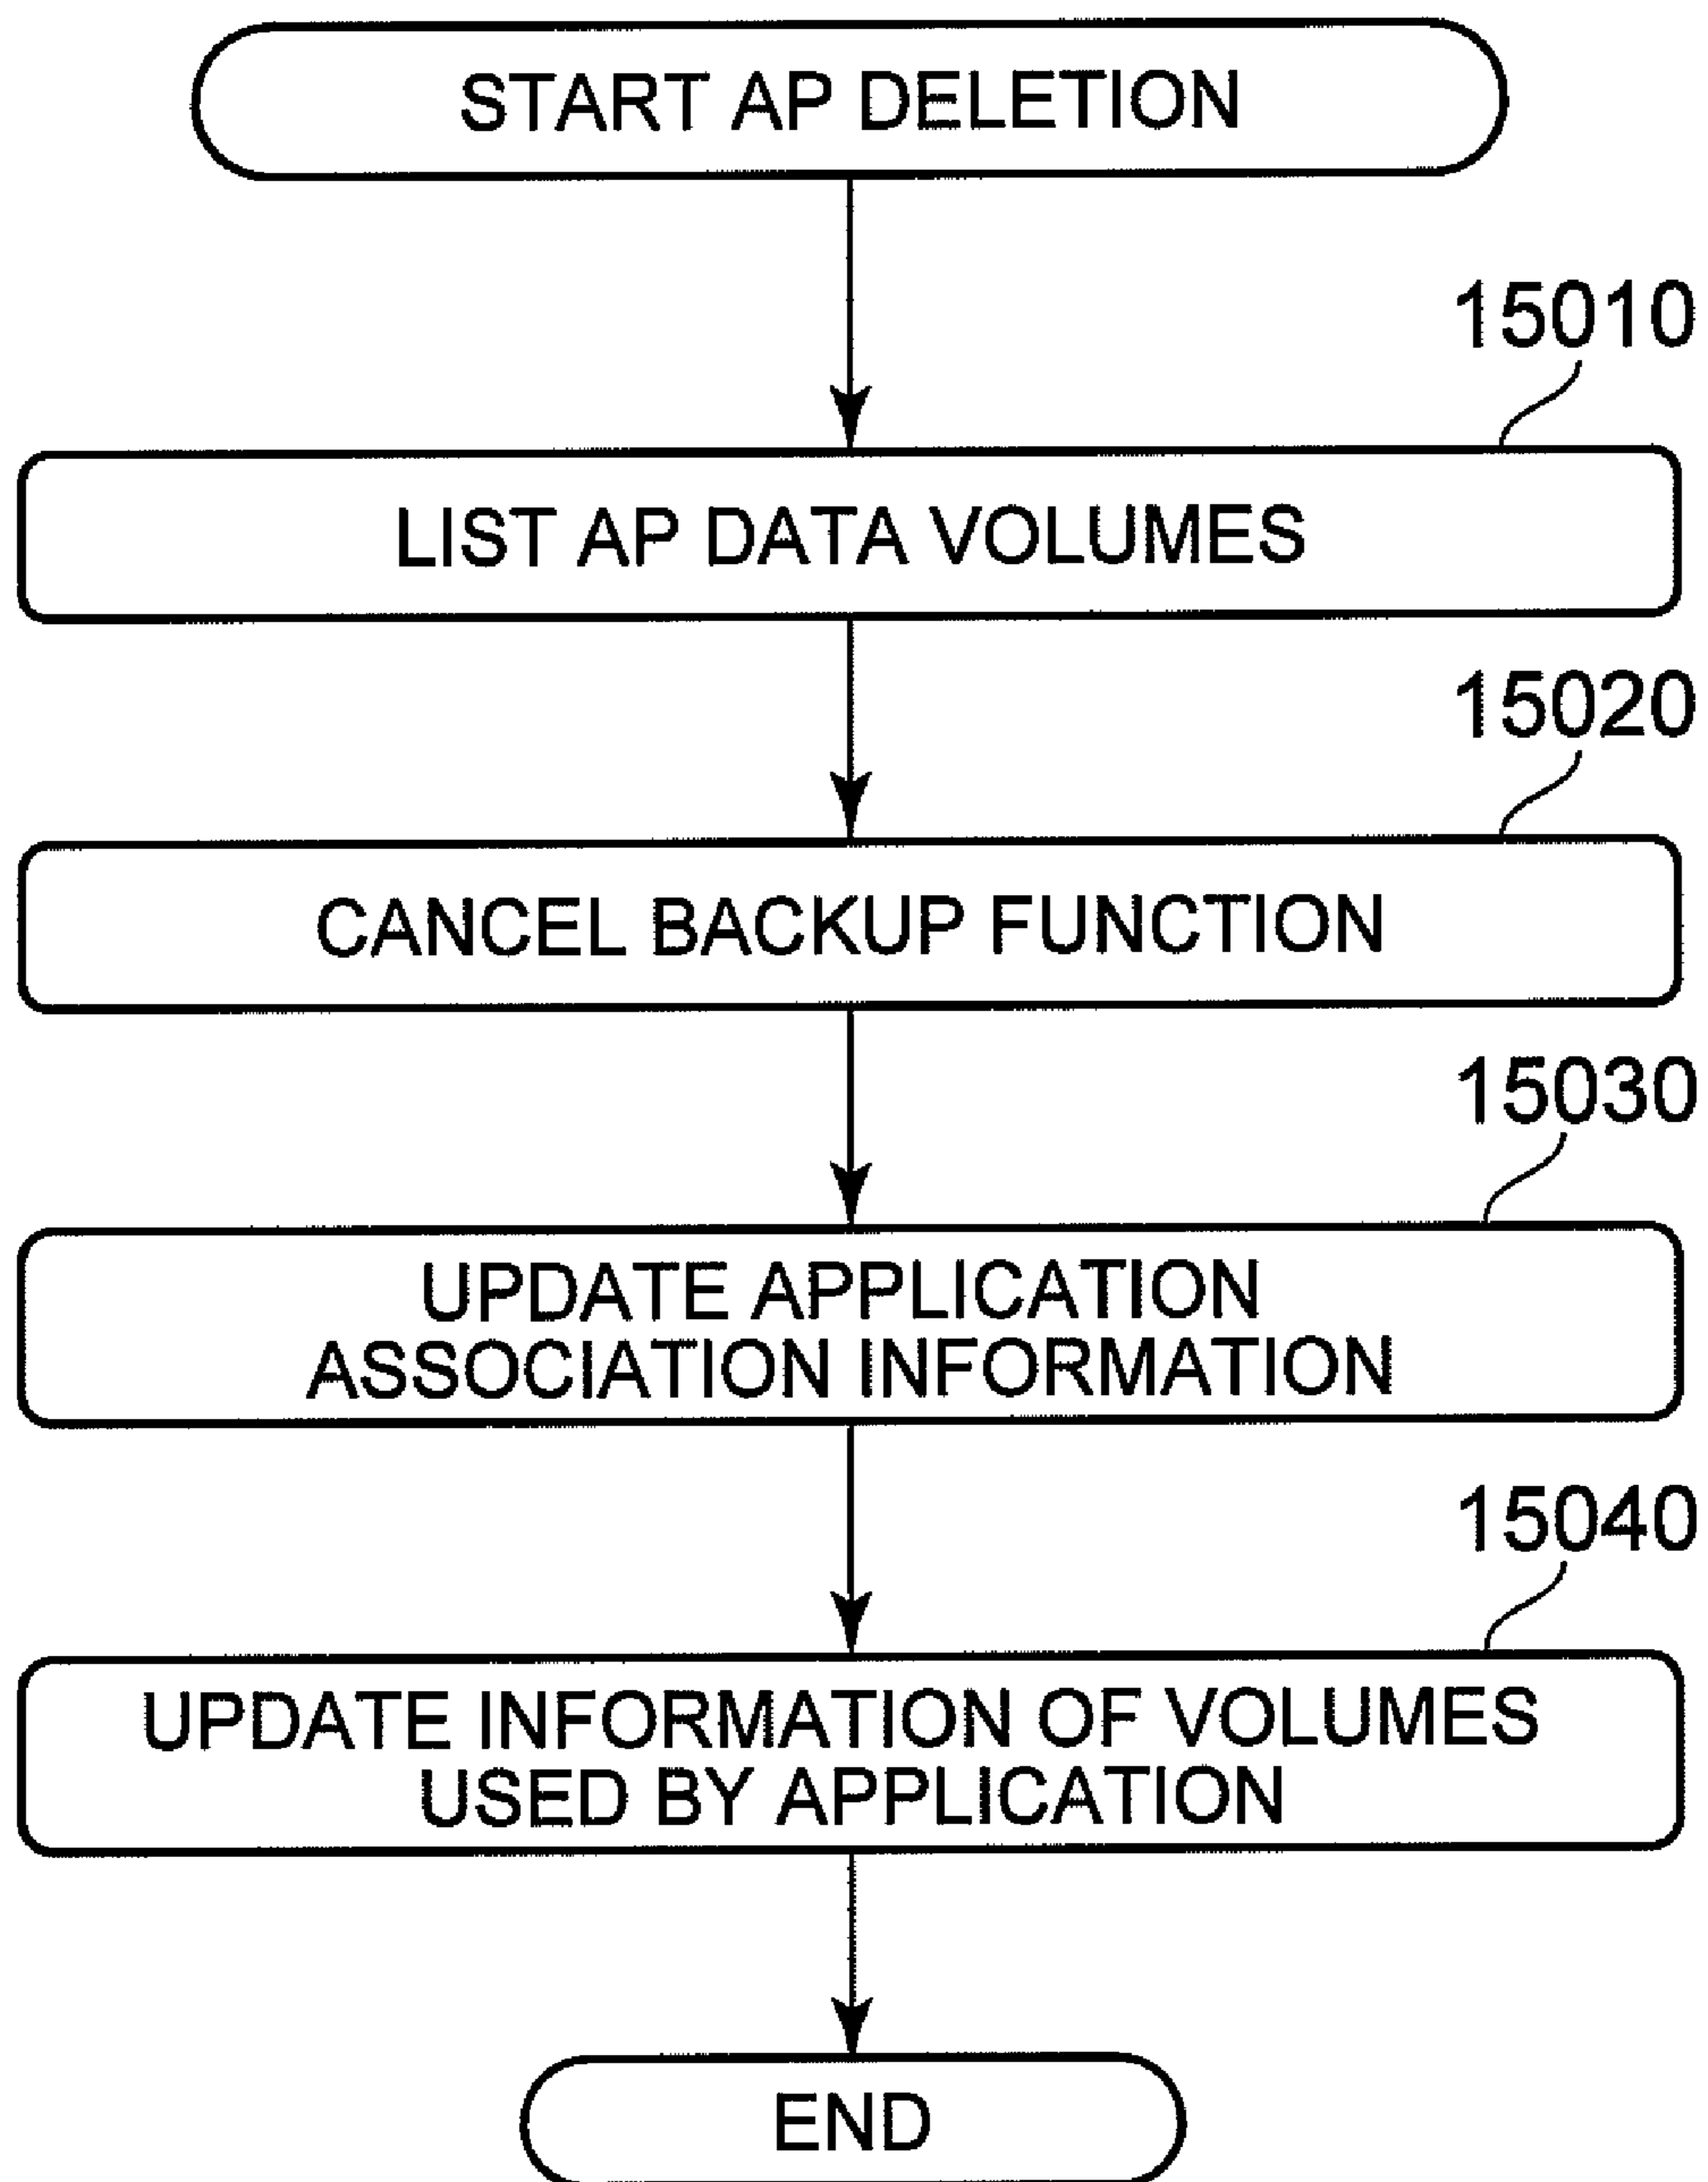 START AP DELETION
15010
LIST AP DATA VOLUMES
15020
CANCEL BACKUP FUNCTION
15030
UPDATE APPLICATION
ASSOCIATION INFORMATION
15040
UPDATE INFORMATION OF VOLUMES
USED BY APPLICATION
END